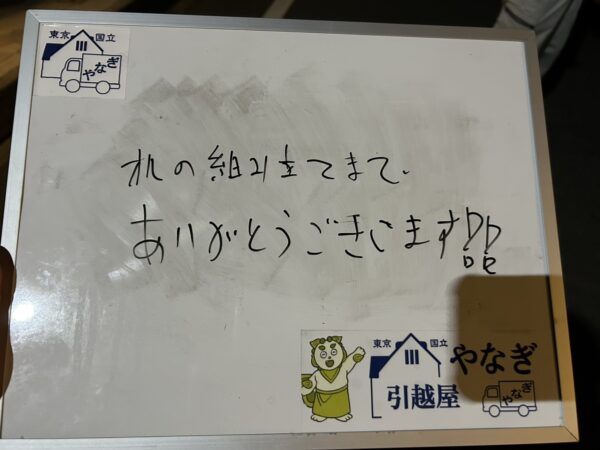 東京 国立
やなぎ
机の組み立てまで、
ありがとうございます!!
東京 国立 やなぎ
引越屋
やなぎ